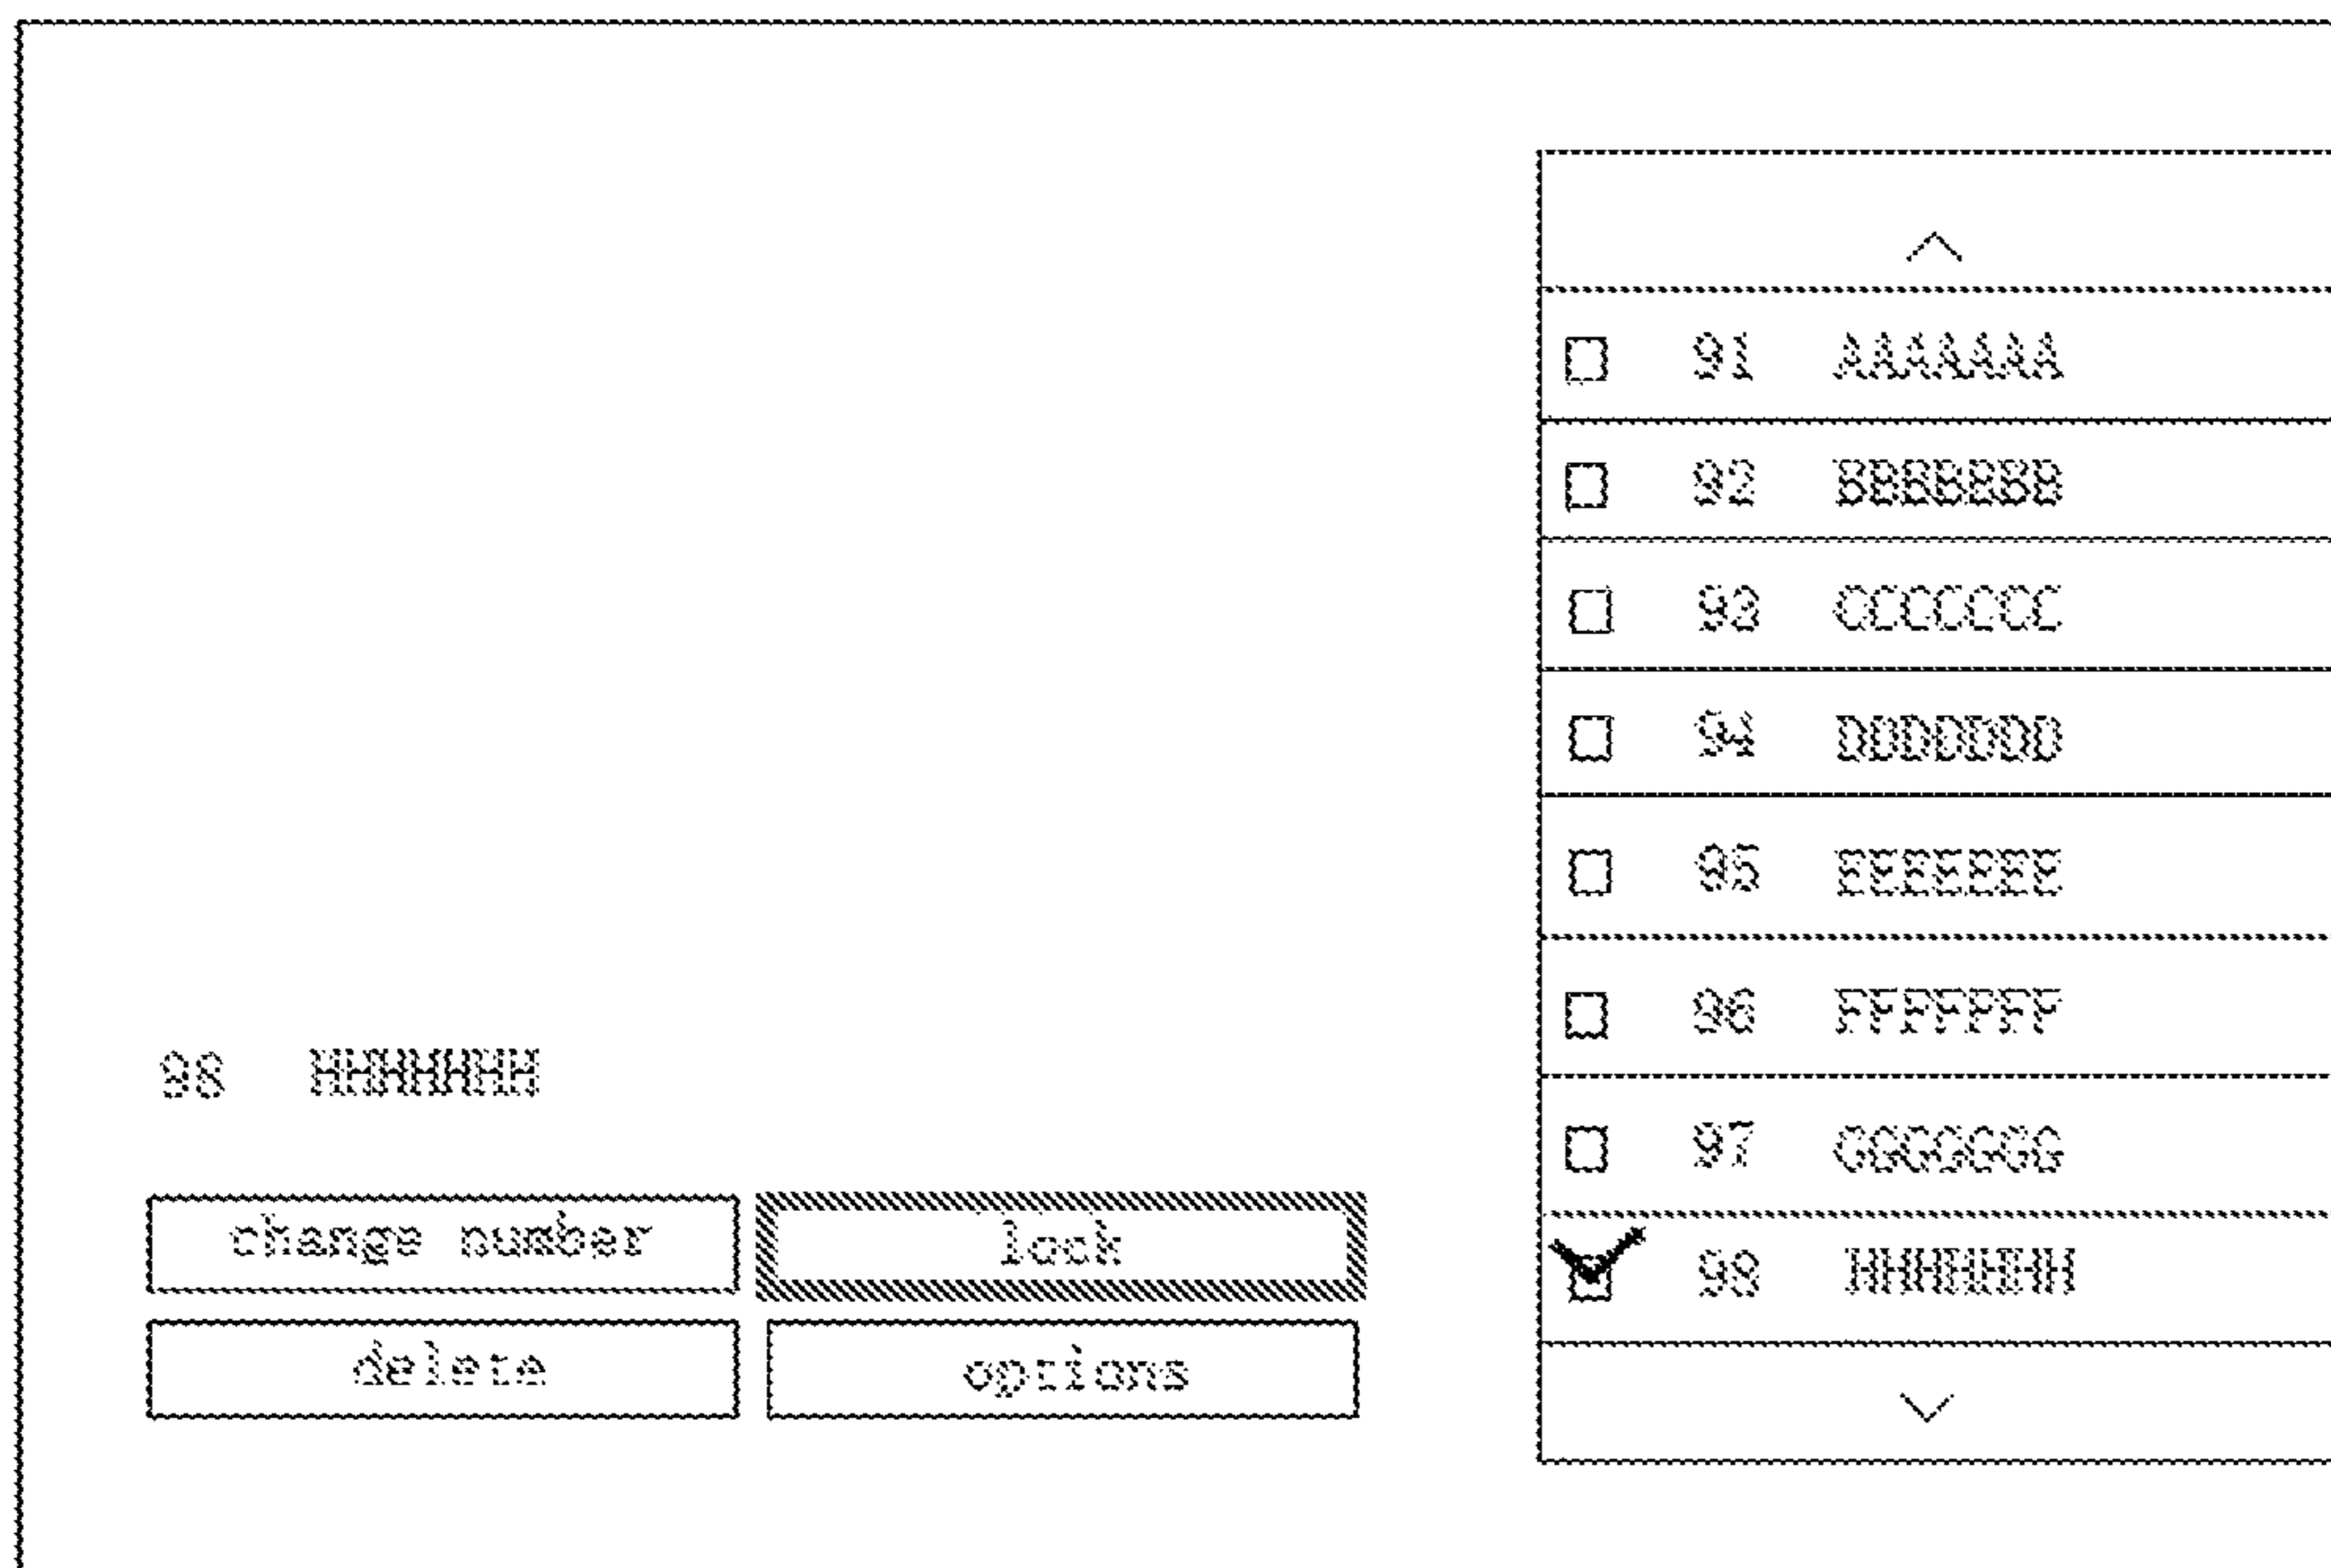 91 AAAAAAA
92 BBBBBBB
93 CCCCCCC
94 DDDDDDD
95 EEEEEEE
96 FFFFFFF
97 GGGGGGG
98 HHHHHHH
98 HHHHHHH
change number
lock
delete
options